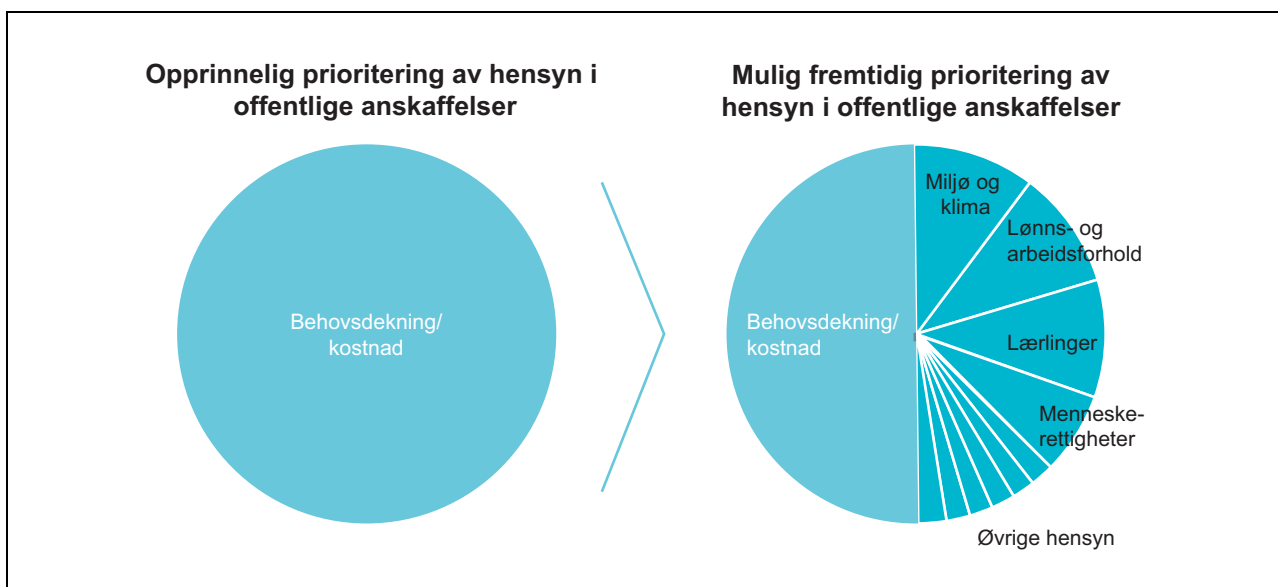 Opprinnelig prioritering av hensyn i
offentlige anskaffelser
Behovsdekning/
kostnad
Mulig fremtidig prioritering av
hensyn i offentlige anskaffelser
Behovsdekning/
kostnad
Miljø og
klima
Lønns- og
arbeidsforhold
Lærlinger
Menneske-
rettigheter
Øvrige hensyn